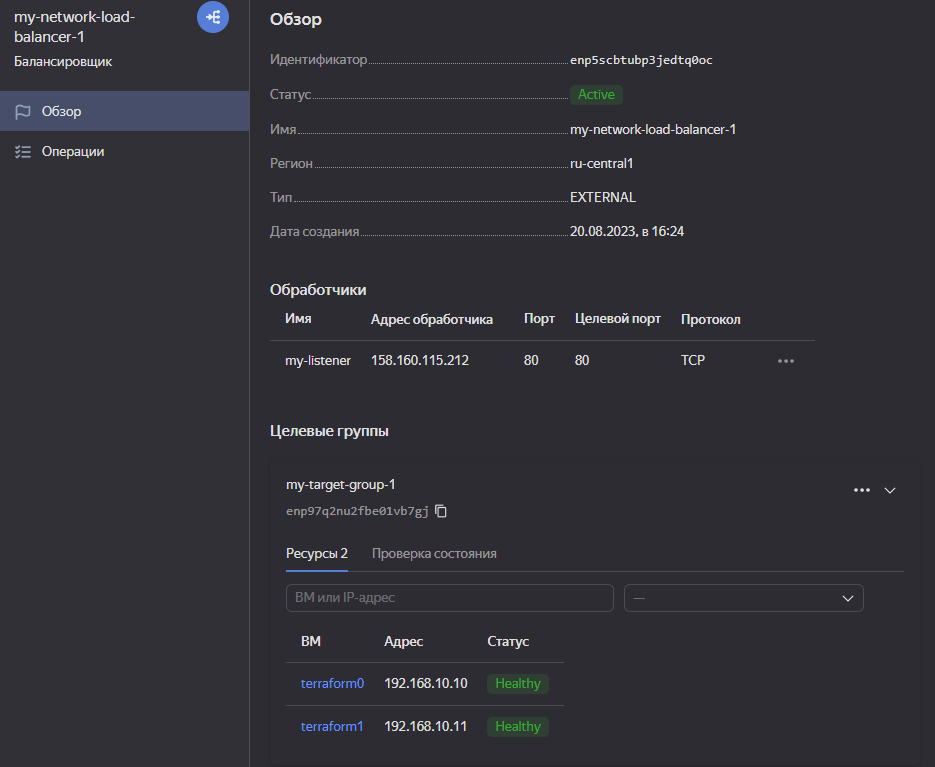 my-network-load-
balancer-1
Балансировщик
Обзор
Операции
Обзор
Идентификатор enp5scbtubp3jedtq0oc
Статус Active
Имя my-network-load-balancer-1
Регион ru-central1
Тип EXTERNAL
Дата создания 20.08.2023, в 16:24
Обработчики
Имя Адрес обработчика Порт Целевой порт Протокол
my-listener 158.160.115.212 80 80 TCP
Целевые группы
my-target-group-1
enp97q2nu2fbe01vb7gj
Ресурсы 2 Проверка состояния
ВМ или IP-адрес —
ВМ Адрес Статус
terraform0 192.168.10.10 Healthy
terraform1 192.168.10.11 Healthy